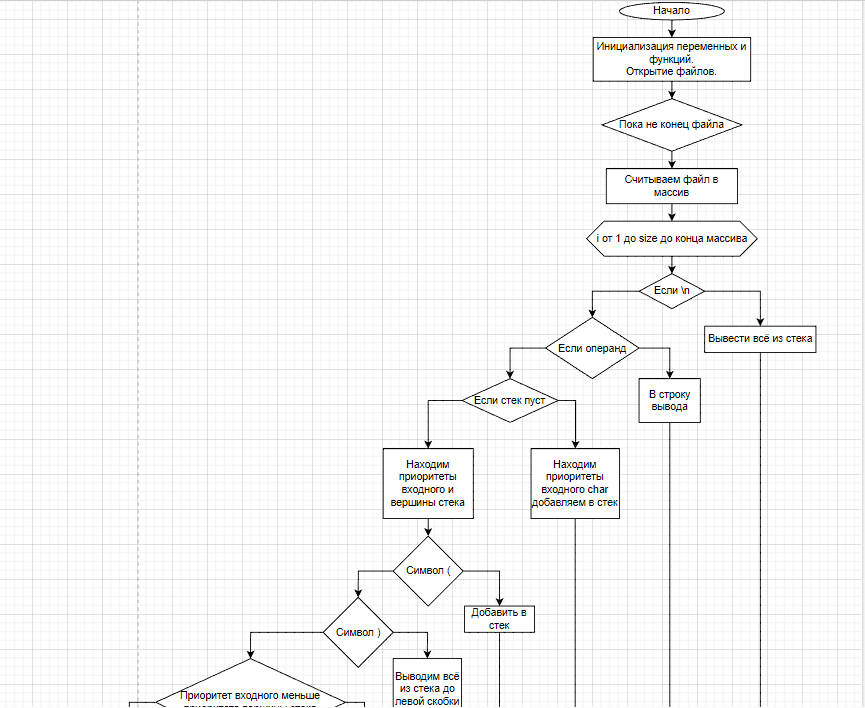 Начало
Инициализация переменных и
функций.
Открытие файлов.
Пока не конец файла
Считываем файл в
массив
i от 1 до size до конца массива
Если \n
Вывести всё из стека
Если операнд
В строку
вывода
Если стек пуст
Находим
приоритеты
входного и
вершины стека
Находим
приоритеты
входного char
добавляем в стек
Символ (
Добавить в
стек
Символ )
Выводим всё
из стека до
левой скобки
Приоритет входного меньше
приоритета вершины стека